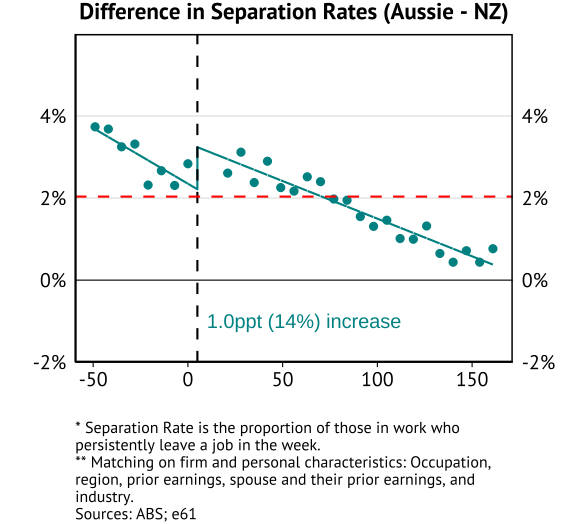 Difference in Separation Rates (Aussie - NZ)
4% 4%
2% 2%
0% 0%
1.0ppt (14%) increase
-2% -2%
-50 0 50 100 150
* Separation Rate is the proportion of those in work who
persistently leave a job in the week.
** Matching on firm and personal characteristics: Occupation,
region, prior earnings, spouse and their prior earnings, and
industry.
Sources: ABS; e61